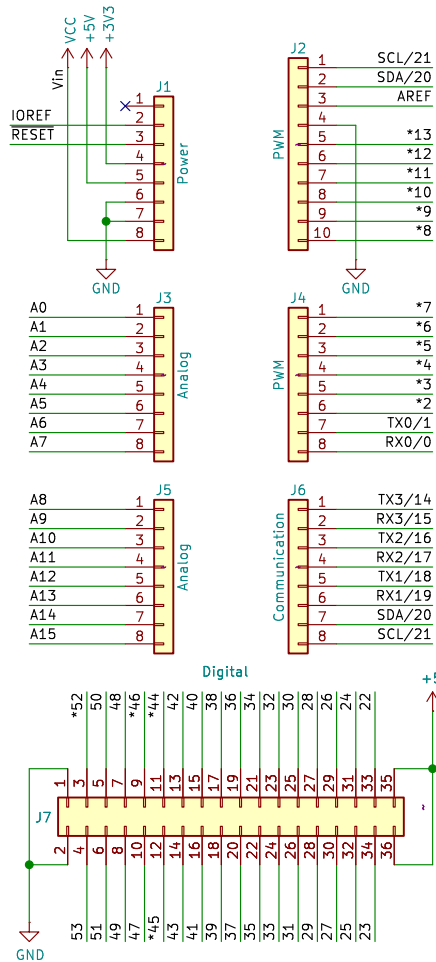 VCC
+5V
+3V3
Vin
J1
1
IOREF 2
RESET 3
4
5
6
7
8
Power
GND
J2
1 SCL/21
2 SDA/20
3 AREF
4
5 *13
6 *12
7 *11
8 *10
9 *9
10 *8
PWM
GND
J3
A0 1
A1 2
A2 3
A3 4
A4 5
A5 6
A6 7
A7 8
Analog
J4
1 *7
2 *6
3 *5
4 *4
5 *3
6 *2
7 TX0/1
8 RX0/0
PWM
J5
A8 1
A9 2
A10 3
A11 4
A12 5
A13 6
A14 7
A15 8
Analog
J6
1 TX3/14
2 RX3/15
3 TX2/16
4 RX2/17
5 TX1/18
6 RX1/19
7 SDA/20
8 SCL/21
Communication
Digital
+5
*52 50 48 *46 *44 42 40 38 36 34 32 30 28 26 24 22
1 3 5 7 9 11 13 15 17 19 21 23 25 27 29 31 33 35
J7
~
2 4 6 8 10 12 14 16 18 20 22 24 26 28 30 32 34 36
53 51 49 47 *45 43 41 39 37 35 33 31 29 27 25 23
GND